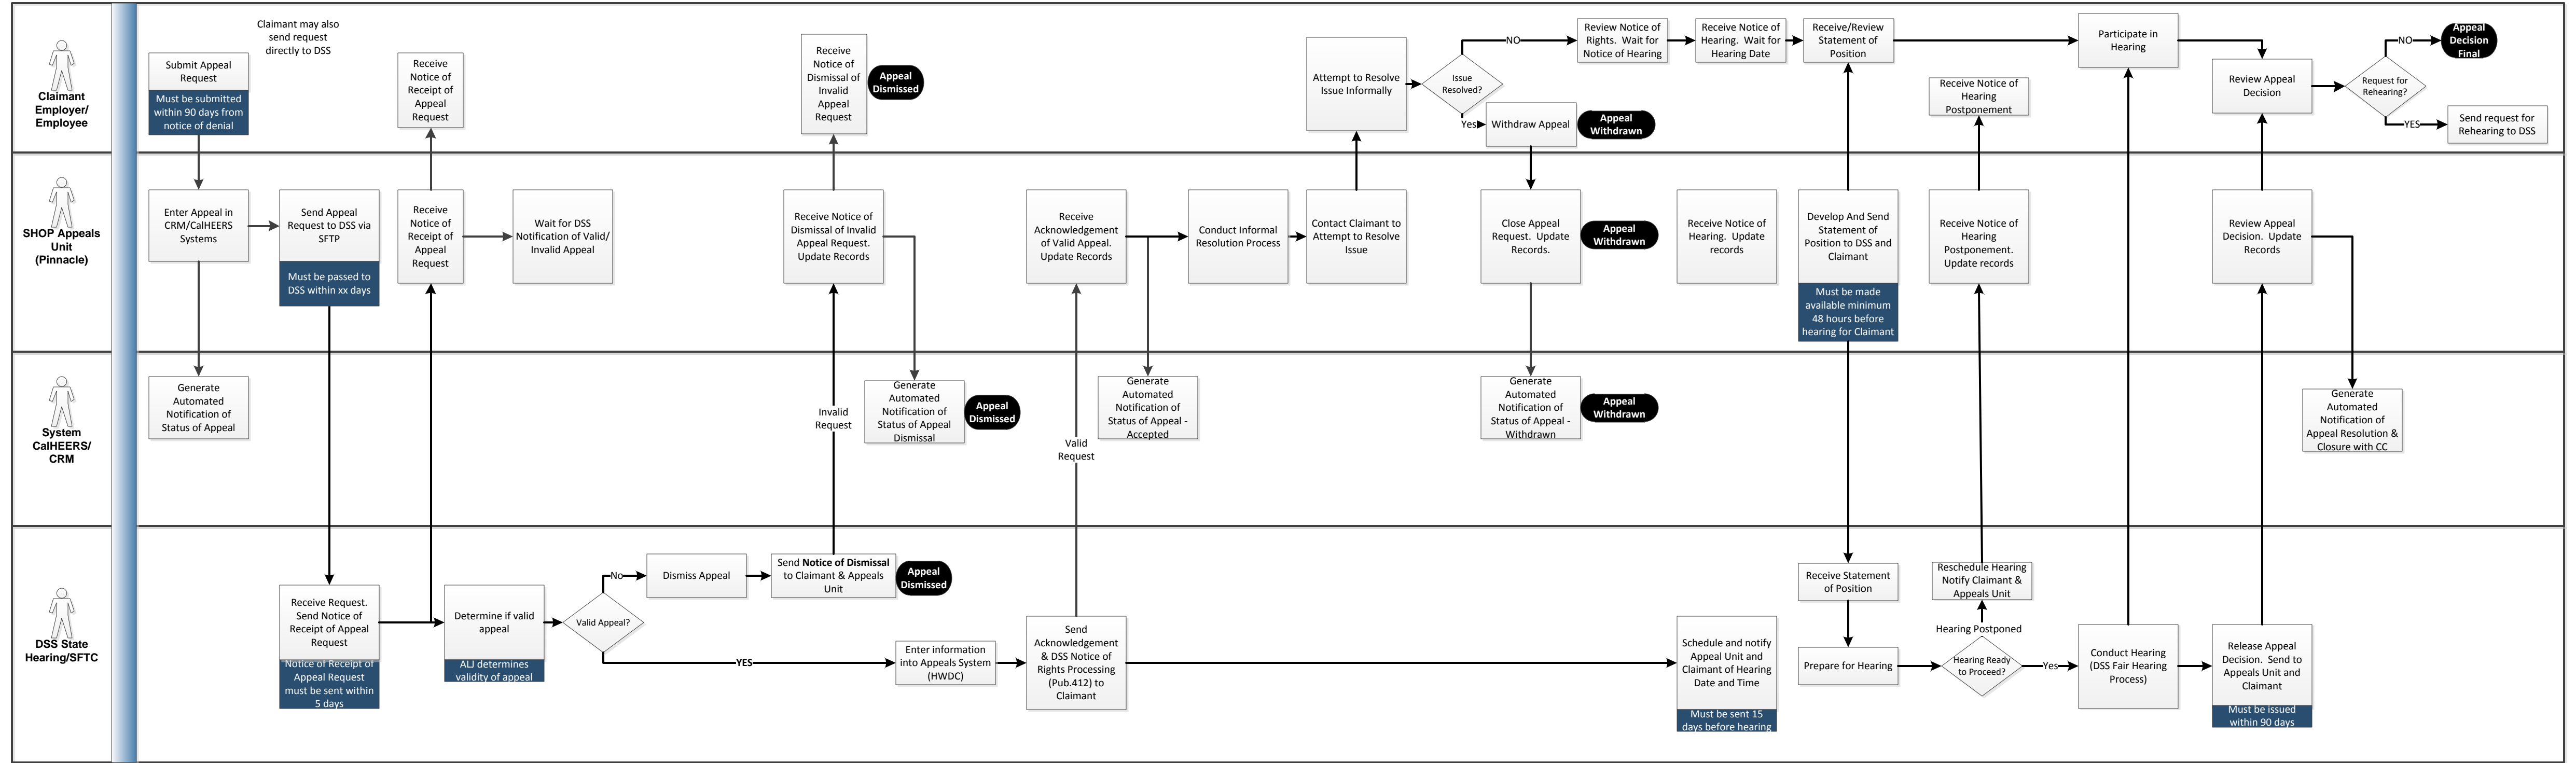 Claimant
Employer/
Employee
Claimant may also
send request
directly to DSS
Submit Appeal
Request
Must be submitted
within 90 days from
notice of denial
Receive
Notice of
Receipt of
Appeal
Request
Receive
Notice of
Dismissal of
Invalid
Appeal
Request
Appeal
Dismissed
Attempt to Resolve
Issue Informally
Issue
Resolved?
NO
Yes
Withdraw Appeal
Appeal
Withdrawn
Review Notice of
Rights. Wait for
Notice of Hearing
Receive Notice of
Hearing. Wait for
Hearing Date
Receive/Review
Statement of
Position
Receive Notice of
Hearing
Postponement
Participate in
Hearing
Review Appeal
Decision
Request for
Rehearing?
NO
Appeal
Decision
Final
YES
Send request for
Rehearing to DSS
SHOP Appeals
Unit
(Pinnacle)
Enter Appeal in
CRM/CalHEERS
Systems
Send Appeal
Request to DSS via
SFTP
Must be passed to
DSS within xx days
Receive
Notice of
Receipt of
Appeal
Request
Wait for DSS
Notification of Valid/
Invalid Appeal
Receive Notice of
Dismissal of Invalid
Appeal Request.
Update Records
Receive
Acknowledgement
of Valid Appeal.
Update Records
Conduct Informal
Resolution Process
Contact Claimant to
Attempt to Resolve
Issue
Close Appeal
Request. Update
Records.
Appeal
Withdrawn
Receive Notice of
Hearing. Update
records
Develop And Send
Statement of
Position to DSS and
Claimant
Must be made
available minimum
48 hours before
hearing for Claimant
Receive Notice of
Hearing
Postponement.
Update records
Review Appeal
Decision. Update
Records
System
CalHEERS/
CRM
Generate
Automated
Notification of
Status of Appeal
Invalid
Request
Generate
Automated
Notification of
Status of Appeal
Dismissal
Appeal
Dismissed
Valid
Request
Generate
Automated
Notification of
Status of Appeal -
Accepted
Generate
Automated
Notification of
Status of Appeal -
Withdrawn
Appeal
Withdrawn
Generate
Automated
Notification of
Appeal Resolution &
Closure with CC
DSS State
Hearing/SFTC
Receive Request.
Send Notice of
Receipt of Appeal
Request
Notice of Receipt of
Appeal Request
must be sent within
5 days
Determine if valid
appeal
ALJ determines
validity of appeal
Valid Appeal?
No
Dismiss Appeal
Send Notice of Dismissal
to Claimant & Appeals
Unit
Appeal
Dismissed
YES
Enter information
into Appeals System
(HWDC)
Send
Acknowledgement
& DSS Notice of
Rights Processing
(Pub.412) to
Claimant
Schedule and notify
Appeal Unit and
Claimant of Hearing
Date and Time
Must be sent 15
days before hearing
Receive Statement
of Position
Prepare for Hearing
Reschedule Hearing
Notify Claimant &
Appeals Unit
Hearing Postponed
Hearing Ready
to Proceed?
Yes
Conduct Hearing
(DSS Fair Hearing
Process)
Release Appeal
Decision. Send to
Appeals Unit and
Claimant
Must be issued
within 90 days